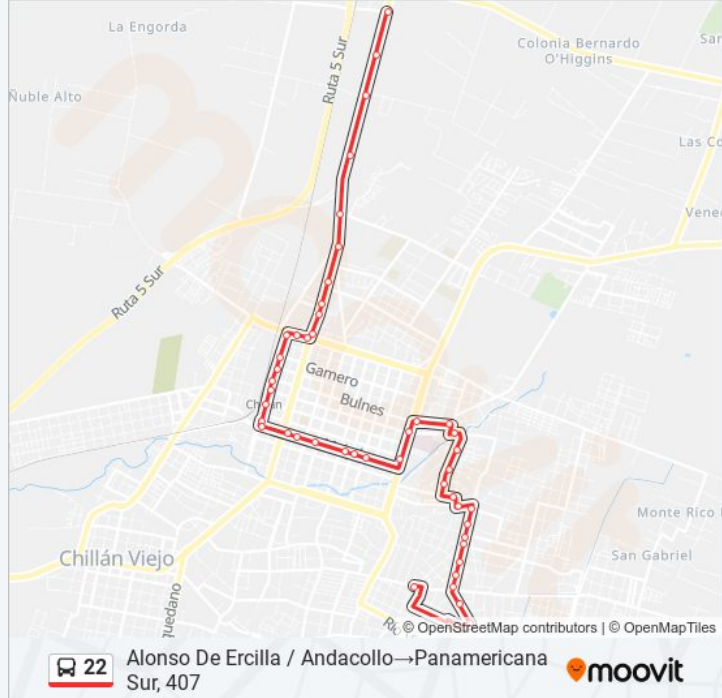 La Engorda
Ruta 5 Sur
Colonia Bernardo
O'Higgins
Ñuble Alto
Las Co
Vene
Ruta 5 Sur
Gamero
Bulnes
Monte Rico
San Gabriel
Chillán Viejo
quedano
© OpenStreetMap contributors | © OpenMapTiles
22
Alonso De Ercilla / Andacollo→Panamericana
Sur, 407
moovit